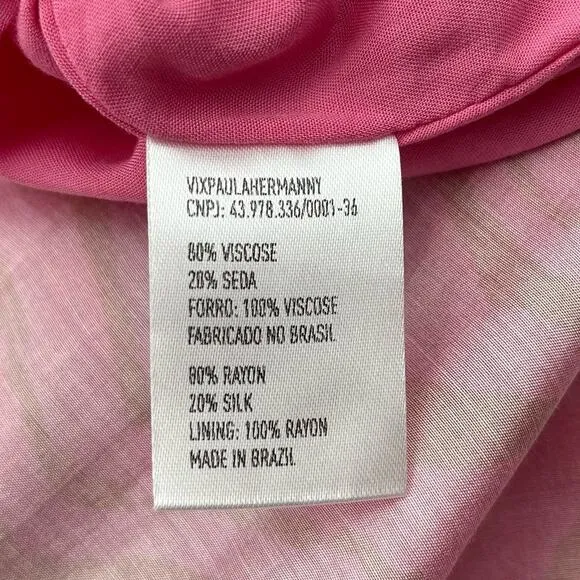 VIXPAULAHERMANNY
CNPJ: 43.978.336/0001-36
80% VISCOSE
20% SEDA
FORRO: 100% VISCOSE
FABRICADO NO BRASIL
80% RAYON
20% SILK
LINING: 100% RAYON
MADE IN BRAZIL